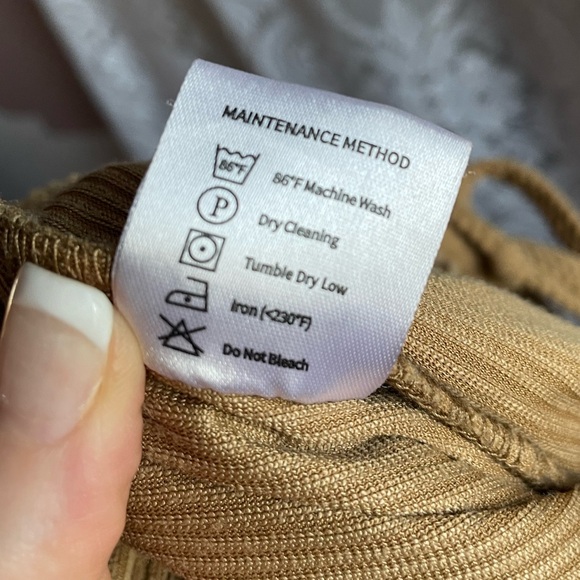 MAINTENANCE METHOD
86°F 86°F Machine Wash
P Dry Cleaning
Tumble Dry Low
Iron (<230°F)
Do Not Bleach